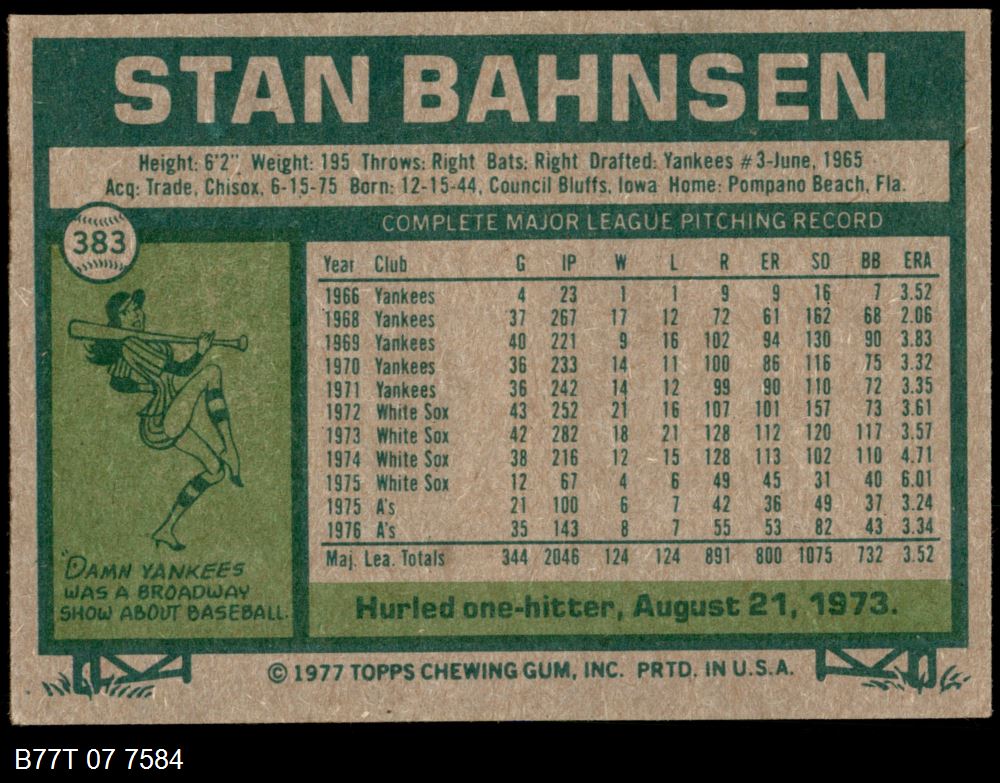 STAN BAHNSEN
Height: 6'2" Weight: 195 Throws: Right Bats: Right Drafted: Yankees #3-June, 1965
Acq: Trade, Chisox, 6-15-75 Born: 12-15-44, Council Bluffs, Iowa Home: Pompano Beach, Fla.
383
COMPLETE MAJOR LEAGUE PITCHING RECORD
Year Club G IP W L R ER SO BB ERA
1966 Yankees 4 23 1 1 9 9 16 7 3.52
1968 Yankees 37 267 17 12 72 61 162 68 2.06
1969 Yankees 40 221 9 16 102 94 130 90 3.83
1970 Yankees 36 233 14 11 100 86 116 75 3.32
1971 Yankees 36 242 14 12 99 90 110 72 3.35
1972 White Sox 43 252 21 16 107 101 157 73 3.61
1973 White Sox 42 282 18 21 128 112 120 117 3.57
1974 White Sox 38 216 12 15 128 113 102 110 4.71
1975 White Sox 12 67 4 6 49 45 31 40 6.01
1975 A's 21 100 6 7 42 36 49 37 3.24
1976 A's 35 143 8 7 55 53 82 43 3.34
Maj. Lea. Totals 344 2046 124 124 891 800 1075 732 3.52
"DAMN YANKEES
WAS A BROADWAY
SHOW ABOUT BASEBALL.
Hurled one-hitter, August 21, 1973.
© 1977 TOPPS CHEWING GUM, INC. PRTD. IN U.S.A.
B77T 07 7584